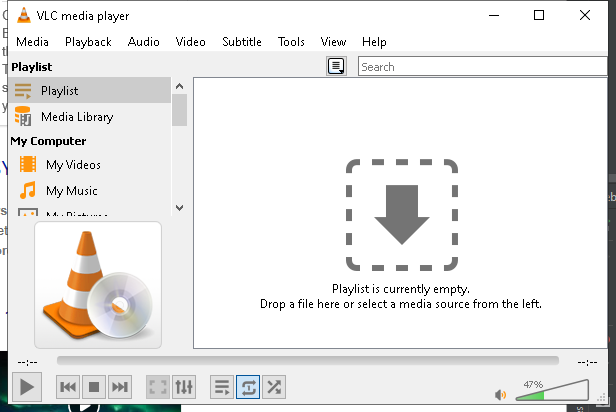 VLC media player
Media Playback Audio Video Subtitle Tools View Help
Playlist
Search
Playlist
Media Library
My Computer
My Videos
My Music
My Pictures
Playlist is currently empty.
Drop a file here or select a media source from the left.
--:--
--:--
47%